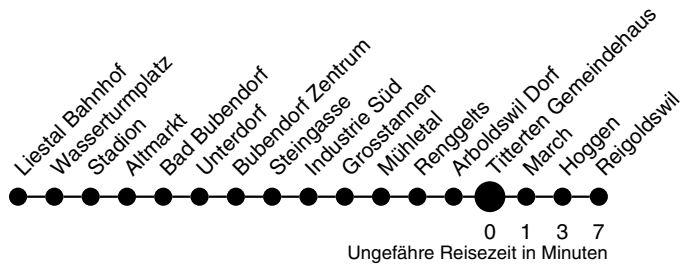 Liestal Bahnhof
Wasserturmplatz
Stadion
Altmarkt
Bad Bubendorf
Unterdorf
Bubendorf Zentrum
Steingasse
Industrie Süd
Grosstannen
Mühletal
Renggelts
Arboldswil Dorf
Titterten Gemeindehaus
March
Hoggen
Reigoldswil
0 1 3 7
Ungefähre Reisezeit in Minuten